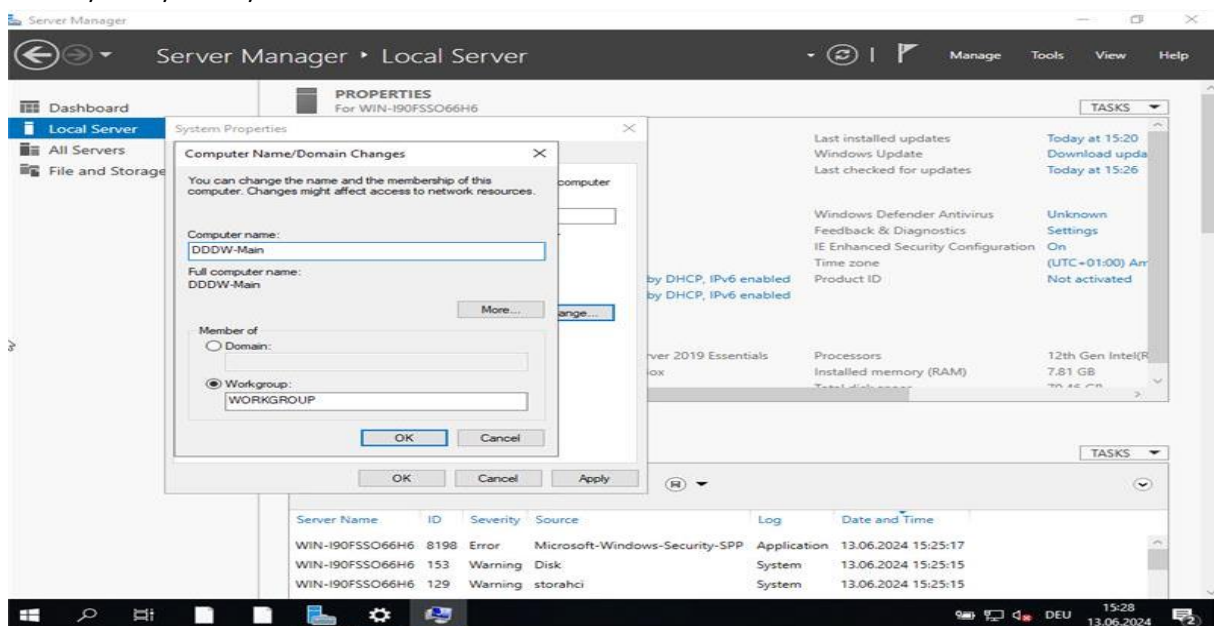 Server Manager
Server Manager • Local Server
Manage Tools View Help
Dashboard
Local Server
All Servers
File and Storage
PROPERTIES
For WIN-I90FSSO66H6
TASKS
System Properties
Computer Name/Domain Changes
You can change the name and the membership of this
computer. Changes might affect access to network resources.
Computer name:
DDDW-Main
Full computer name:
DDDW-Main
More...
Member of
Domain:
Workgroup:
WORKGROUP
OK Cancel
computer
ange...
OK Cancel Apply
by DHCP, IPv6 enabled
by DHCP, IPv6 enabled
ver 2019 Essentials
ox
Last installed updates Today at 15:20
Windows Update Download upda
Last checked for updates Today at 15:26
Windows Defender Antivirus Unknown
Feedback & Diagnostics Settings
IE Enhanced Security Configuration On
Time zone (UTC+01:00) Am
Product ID Not activated
Processors 12th Gen Intel(R
Installed memory (RAM) 7.81 GB
TASKS
Server Name ID Severity Source Log Date and Time
WIN-I90FSSO66H6 8198 Error Microsoft-Windows-Security-SPP Application 13.06.2024 15:25:17
WIN-I90FSSO66H6 153 Warning Disk System 13.06.2024 15:25:15
WIN-I90FSSO66H6 129 Warning storahci System 13.06.2024 15:25:15
DEU
15:28
13.06.2024
2